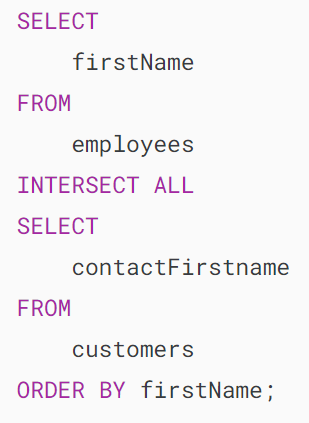 SELECT
    firstName
FROM
    employees
INTERSECT ALL
SELECT
    contactFirstname
FROM
    customers
ORDER BY firstName;